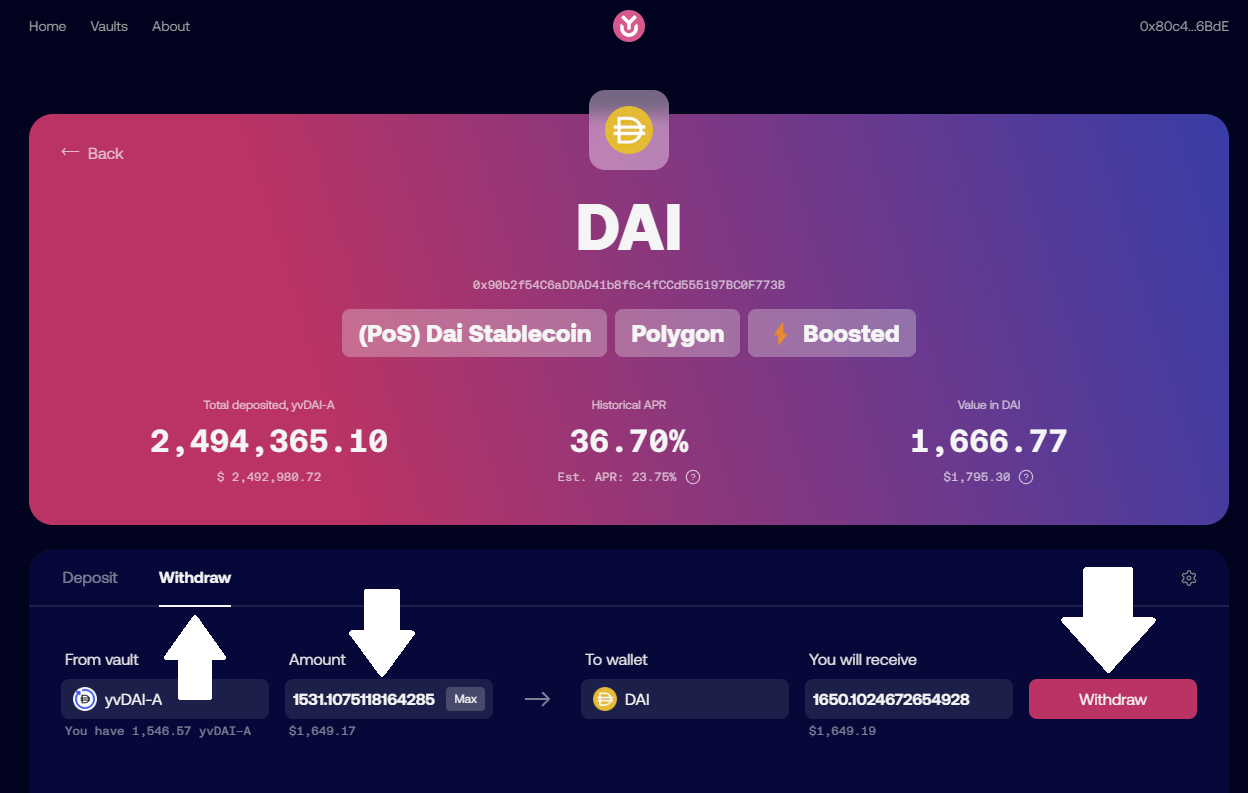 Home Vaults About 0x80c4...6BdE
← Back
DAI
0x90b2f54C6aDDAD41b8f6c4fCCd555197BC0F773B
(PoS) Dai Stablecoin Polygon ⚡ Boosted
Total deposited, yvDAI-A Historical APR Value in DAI
2,494,365.10 36.70% 1,666.77
$ 2,492,980.72 Est. APR: 23.75% ? $1,795.30 ?
Deposit Withdraw
From vault Amount To wallet You will receive
yvDAI-A 1531.1075118164285 Max → DAI 1650.1024672654928 Withdraw
You have 1,546.57 yvDAI-A $1,649.17 $1,649.19